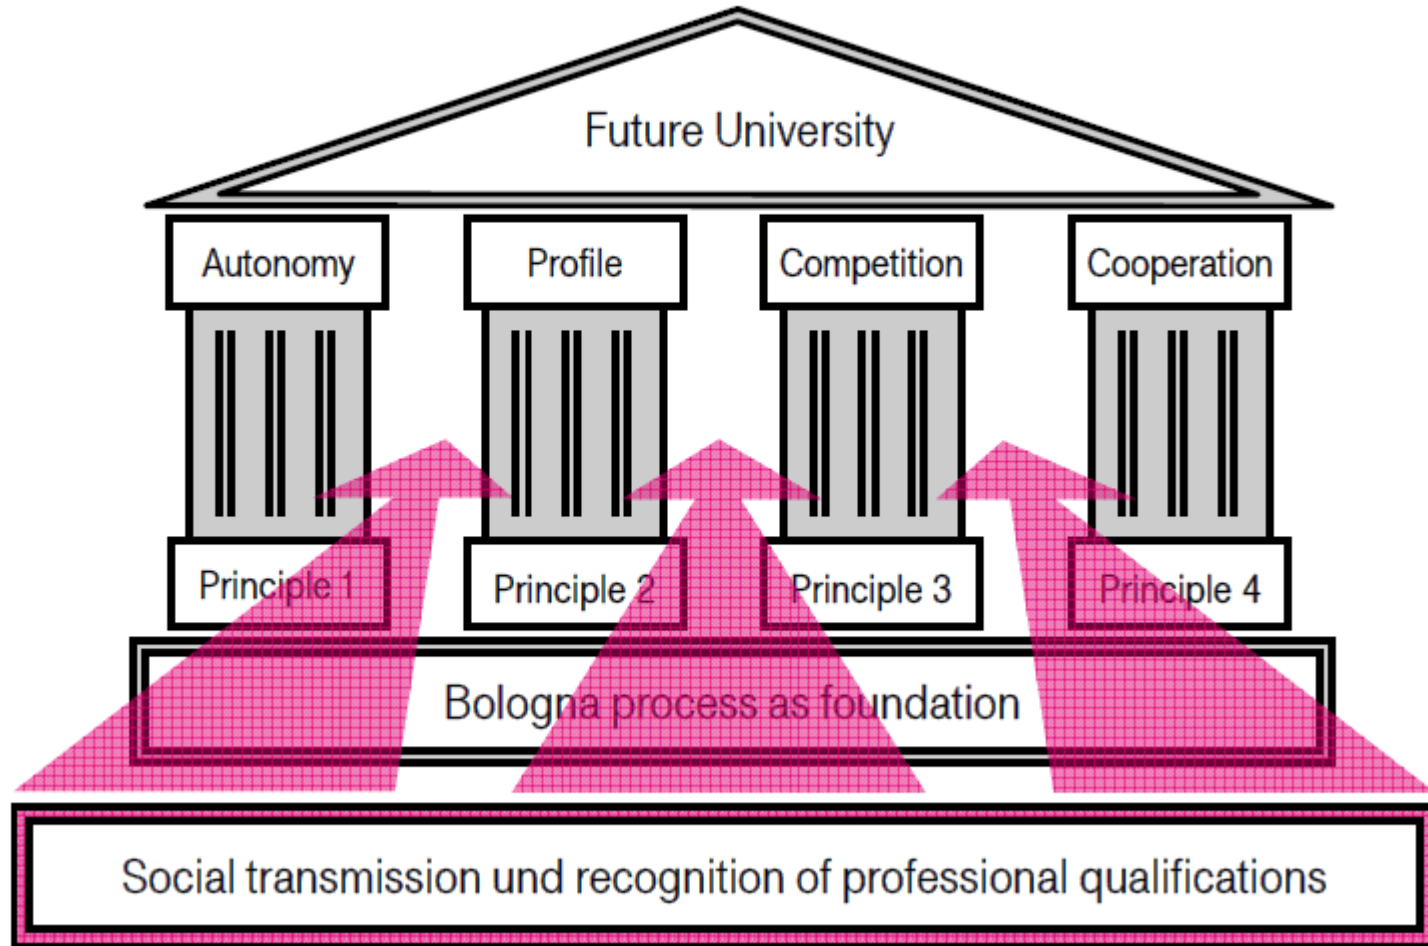 Future University
Autonomy
Profile
Competition
Cooperation
Principle 1
Principle 2
Principle 3
Principle 4
Bologna process as foundation
Social transmission und recognition of professional qualifications